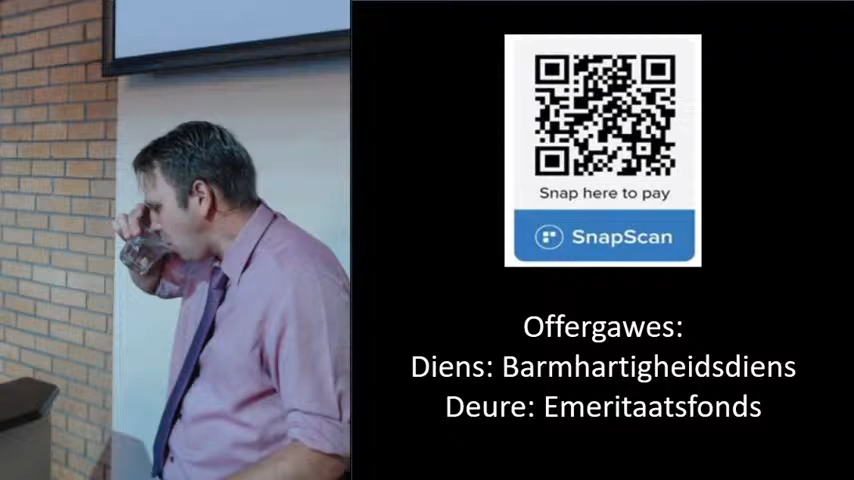 Snap here to pay
SnapScan
Offergawes:
Diens: Barmhartigheidsdiens
Deure: Emeritaatsfonds